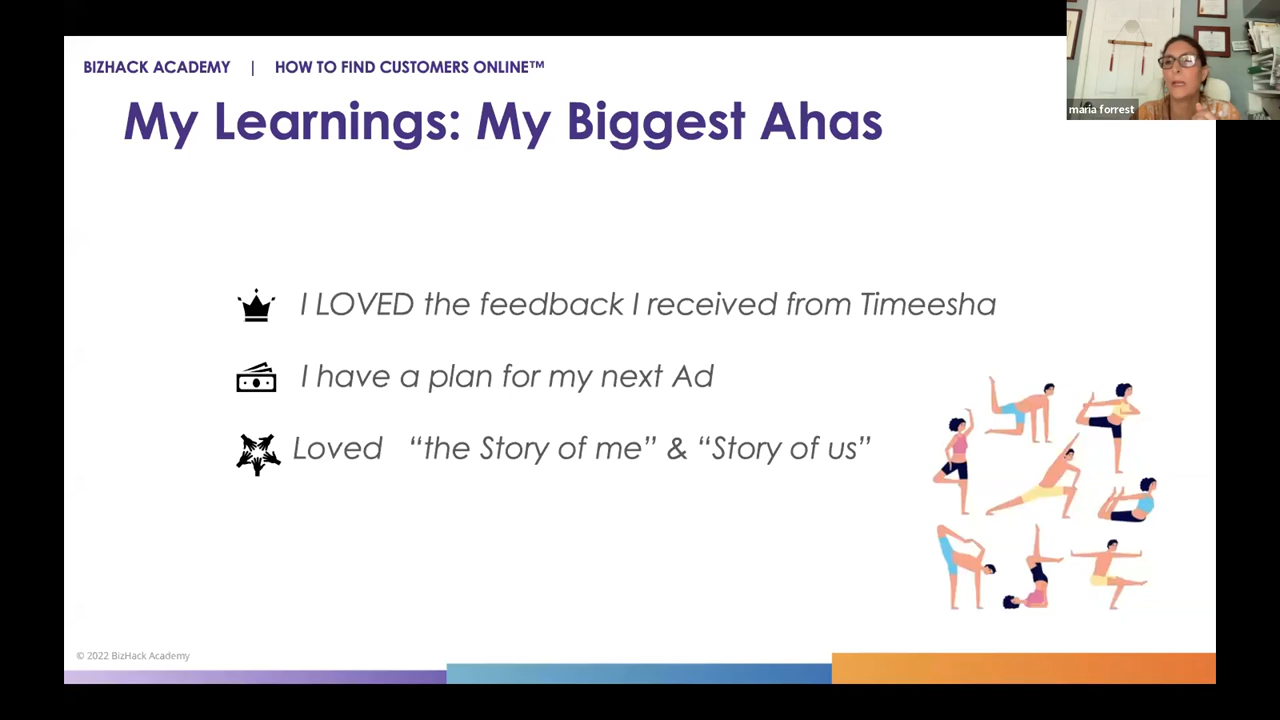 BIZHACK ACADEMY | HOW TO FIND CUSTOMERS ONLINE™
My Learnings: My Biggest Ahas
maria forrest
I LOVED the feedback I received from Timeesha
I have a plan for my next Ad
Loved “the Story of me” & “Story of us”
© 2022 BizHack Academy